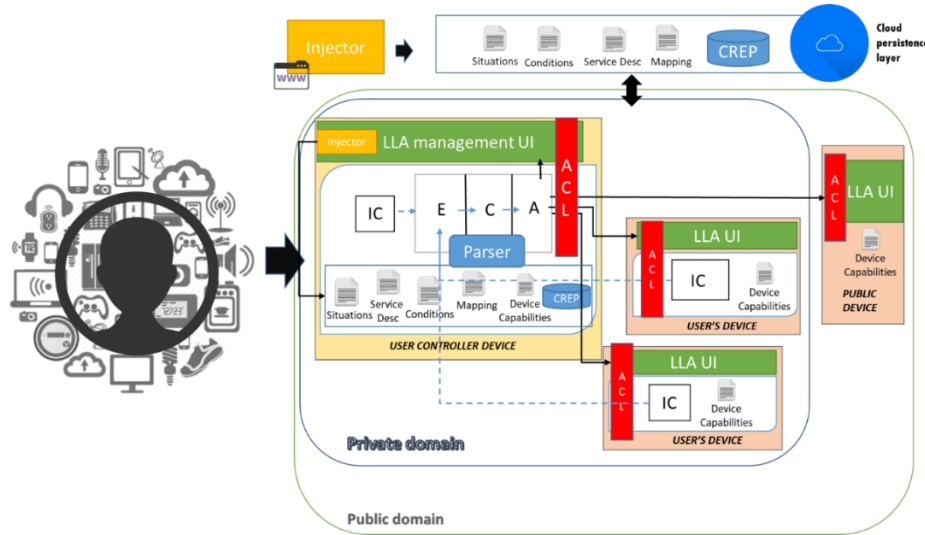 Injector
WWW
Situations
Conditions
Service Desc
Mapping
CREP
Cloud
persistence
layer
Injector
LLA management UI
A
C
L
IC
E
C
A
Parser
Situations
Service
Desc
Conditions
Mapping
Device
Capabilities
CREP
USER CONTROLLER DEVICE
A
C
L
LLA UI
IC
Device
Capabilities
USER'S DEVICE
A
C
L
LLA UI
IC
Device
Capabilities
USER'S DEVICE
A
C
L
LLA UI
Device
Capabilities
PUBLIC
DEVICE
Private domain
Public domain